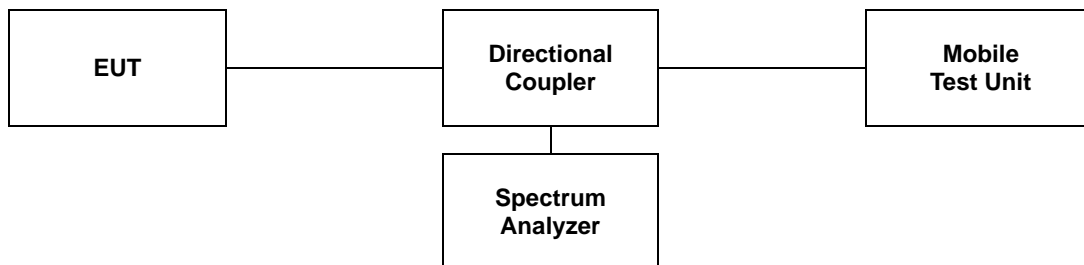 EUT
Directional
Coupler
Mobile
Test Unit
Spectrum
Analyzer